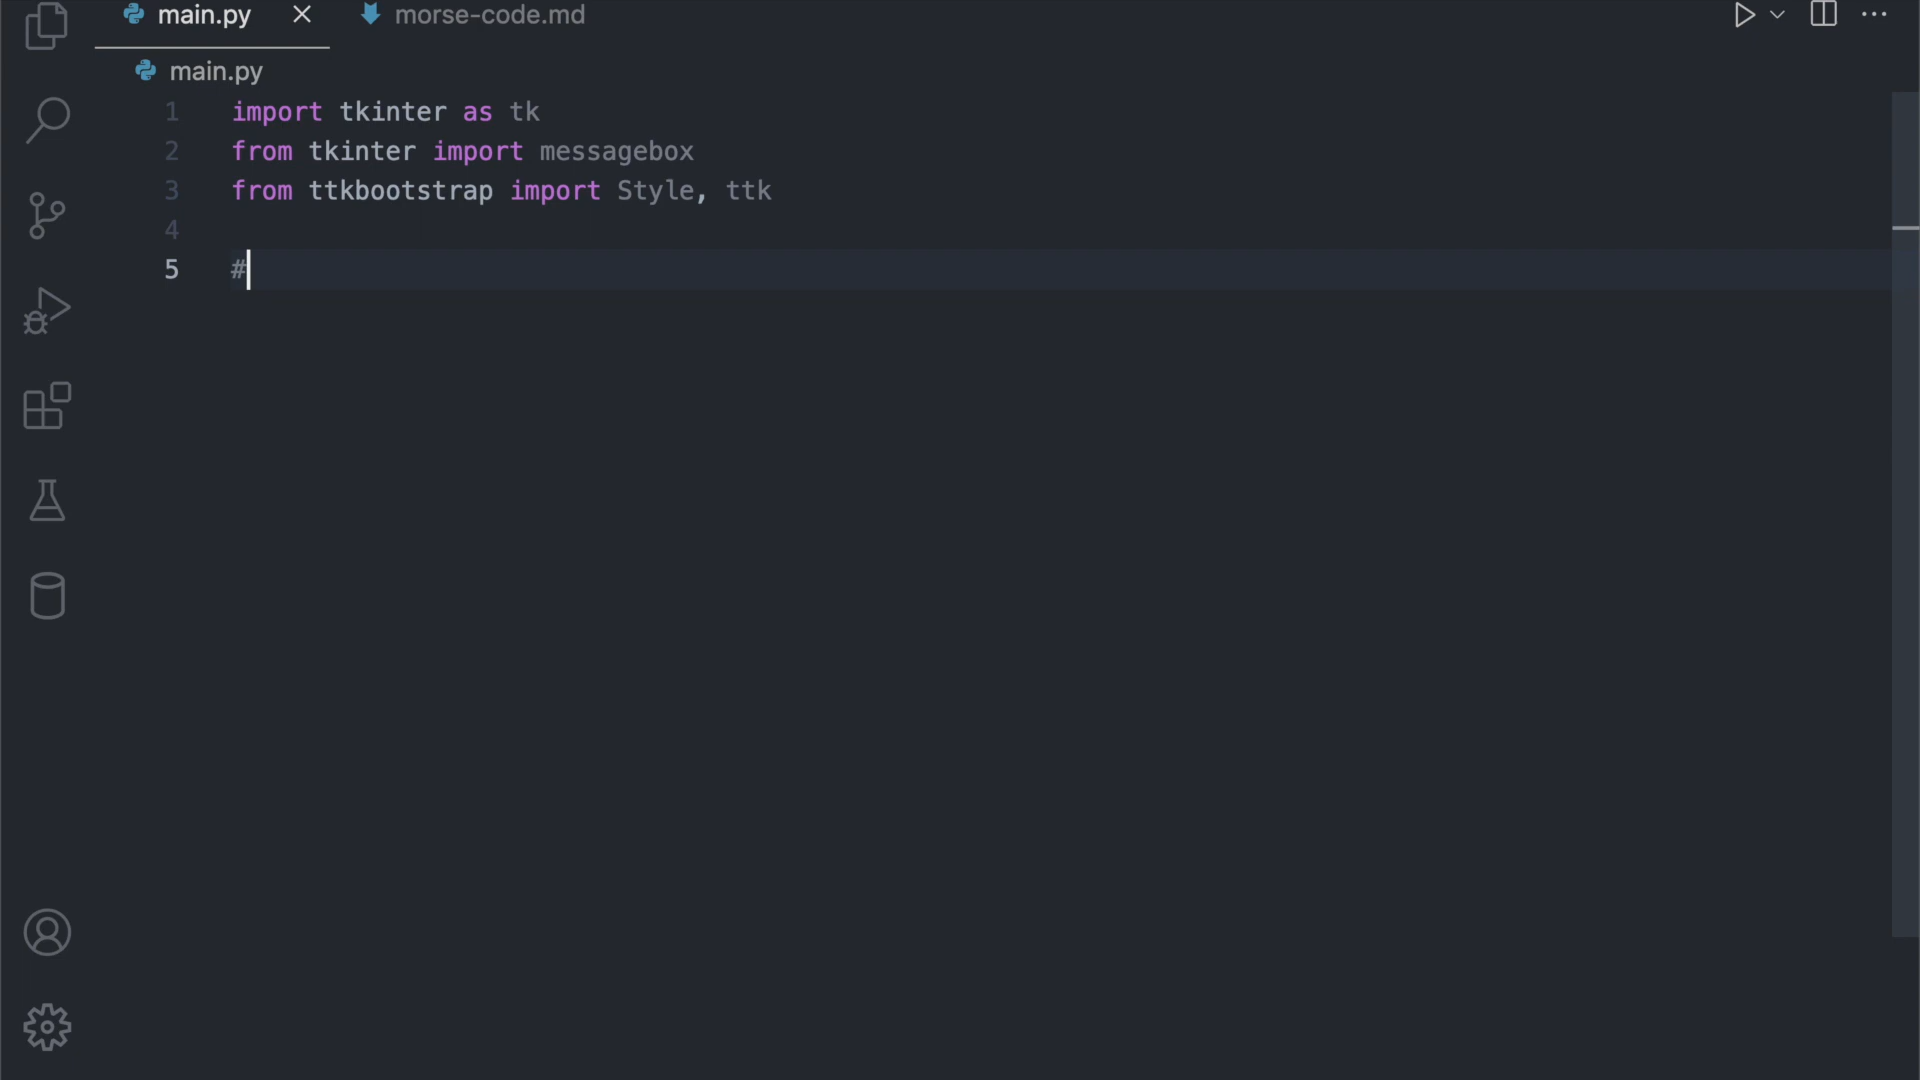 main.py morse-code.md
main.py
1 import tkinter as tk
2 from tkinter import messagebox
3 from ttkbootstrap import Style, ttk
4
5 #